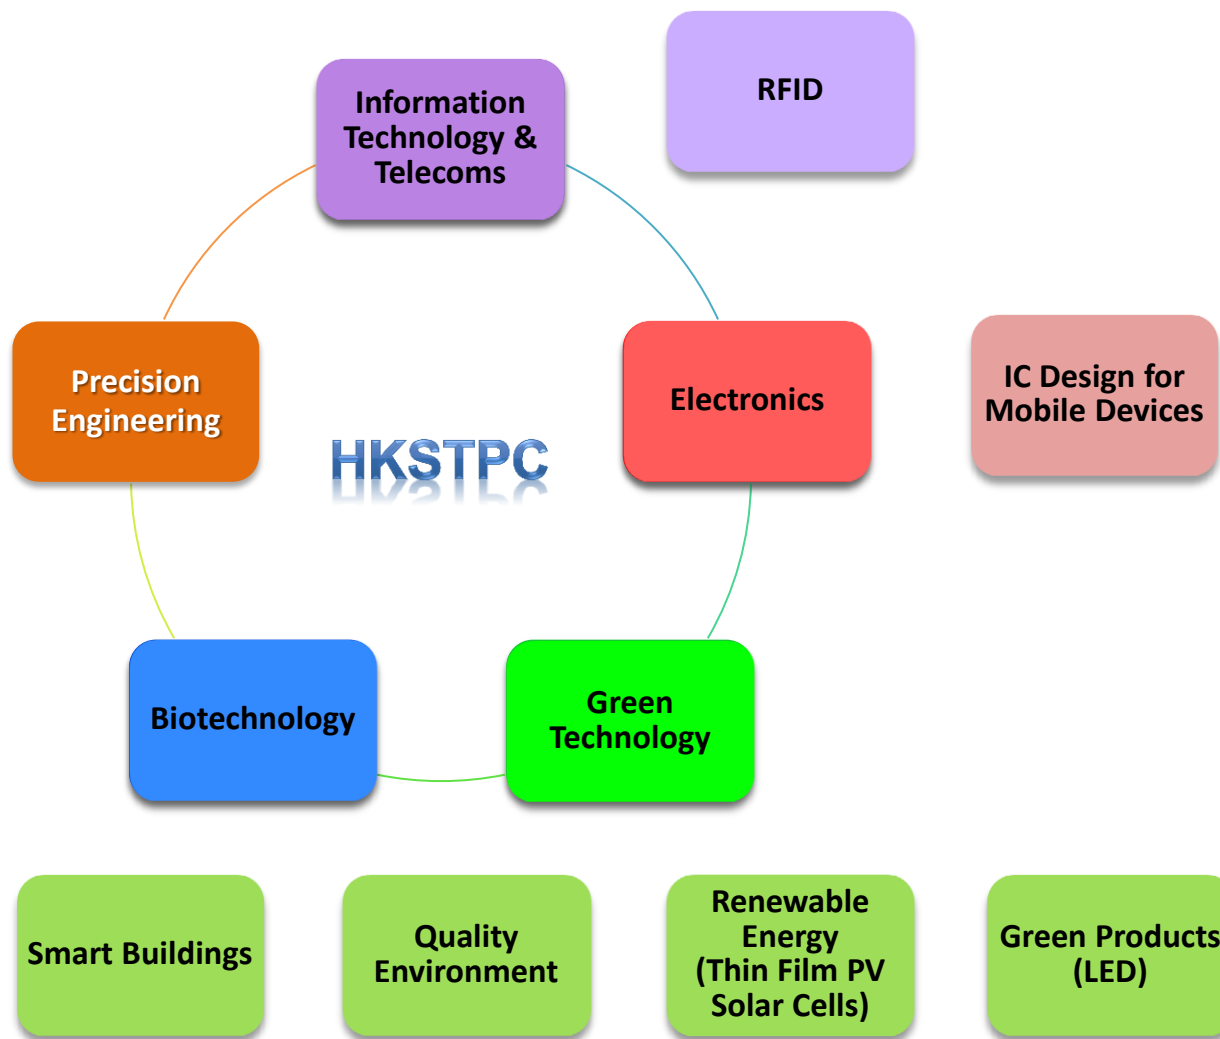 Information
Technology &
Telecoms
RFID
Precision
Engineering
Electronics
IC Design for
Mobile Devices
HKSTPC
Biotechnology
Green
Technology
Smart Buildings
Quality
Environment
Renewable
Energy
(Thin Film PV
Solar Cells)
Green Products
(LED)